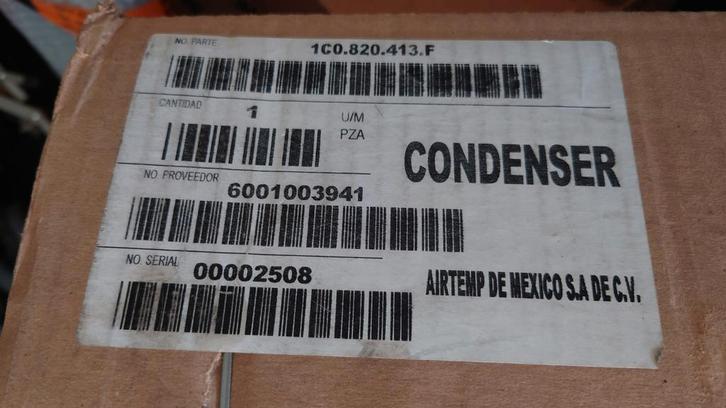 NO. PARTE 1C0.820.413.F
CANTIDAD 1 U/M
PZA
CONDENSER
NO PROVEEDOR 6001003941
NO. SERIAL 00002508
AIRTEMP DE MEXICO S.A DE C.V.